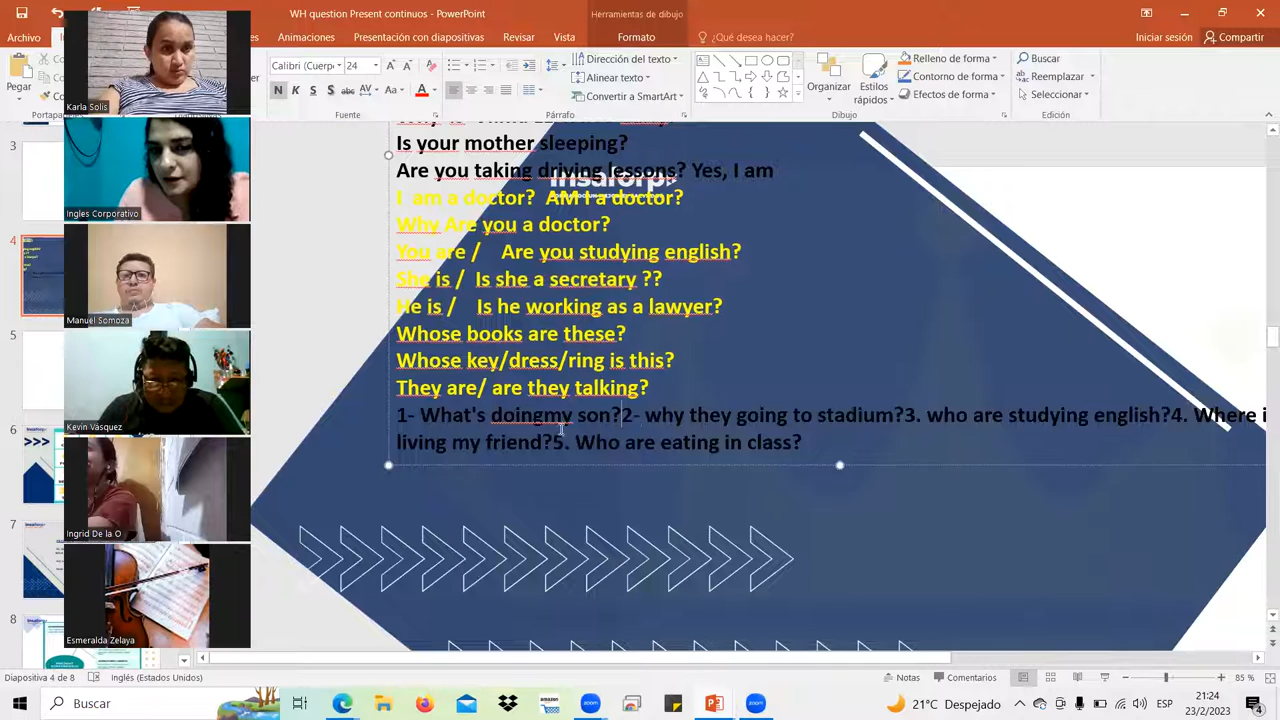 WH question
PowerPoint
Herramientas de dibujo
Archivo
Animaciones
Presentación con diapositivas
Revisar
Vista
Formato
¿Qué desea hacer?
Iniciar sesión
Compartir
Calibri (Cuerpo
24
Dirección del texto
Alinear texto
Convertir a SmartArt
Organizar
Estilos
rápidos
Relleno de forma
Contorno de forma
Efectos de forma
Buscar
Reemplazar
Seleccionar
Fuente
Párrafo
Dibujo
Edición
Karla Solis
Ingles Corporativo
Manuel Somoza
Kevin Vasquez
Ingrid De la O
Esmeralda Zelaya
Is your mother sleeping?
Are you taking driving lessons? Yes, I am
I am a doctor? AM I a doctor?
Why Are you a doctor?
You are / Are you studying english?
She is / Is she a secretary ??
He is / Is he working as a lawyer?
Whose books are these?
Whose key/dress/ring is this?
They are/ are they talking?
1- What's doingmy son?2- why they going to stadium?3. who are studying english?4. Where i
living my friend?5. Who are eating in class?
Diapositiva 4 de 8
Español (Estados Unidos)
Notas
Comentarios
85 %
Buscar
21°C Despejado
ESP
21:24
23/2/2023